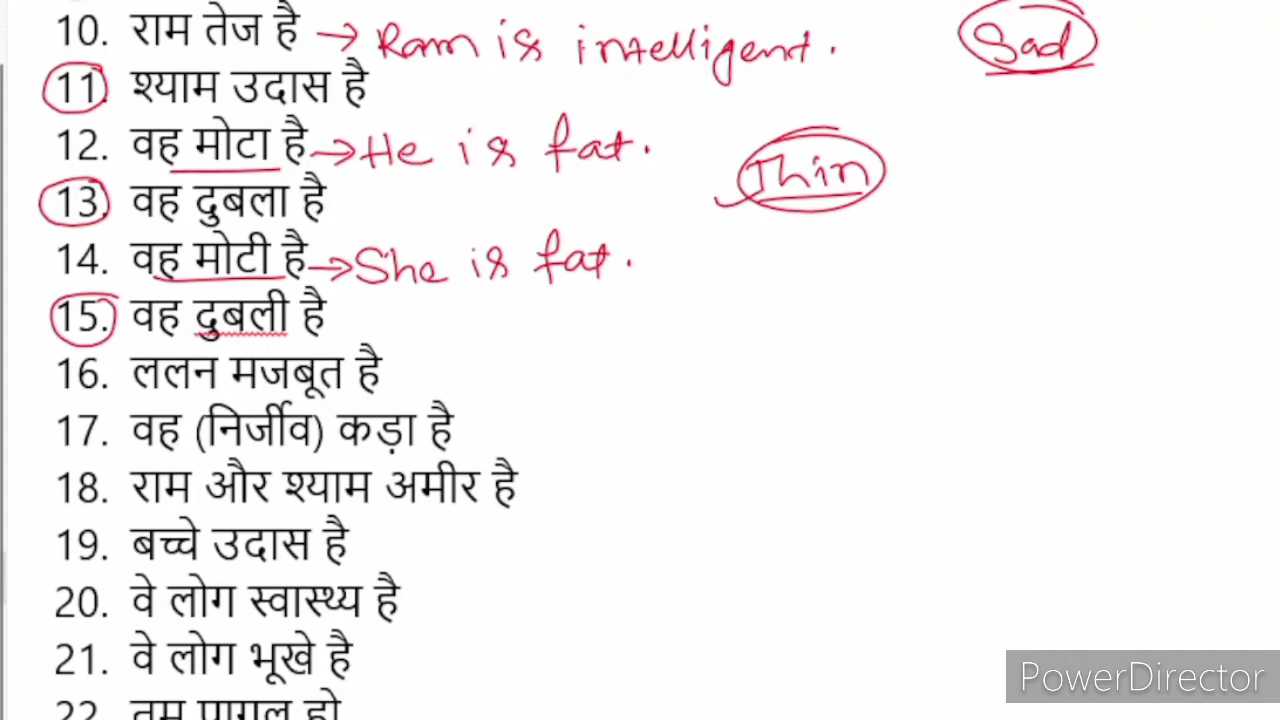 10. राम तेज है → Ram is intelligent.
Sad
11. श्याम उदास है
12. वह मोटा है → He is fat.
Thin
13. वह दुबला है
14. वह मोटी है → She is fat.
15. वह दुबली है
16. ललन मजबूत है
17. वह (निर्जीव) कड़ा है
18. राम और श्याम अमीर है
19. बच्चे उदास है
20. वे लोग स्वास्थ्य है
21. वे लोग भूखे है
22. तुम पागल हो
PowerDirector